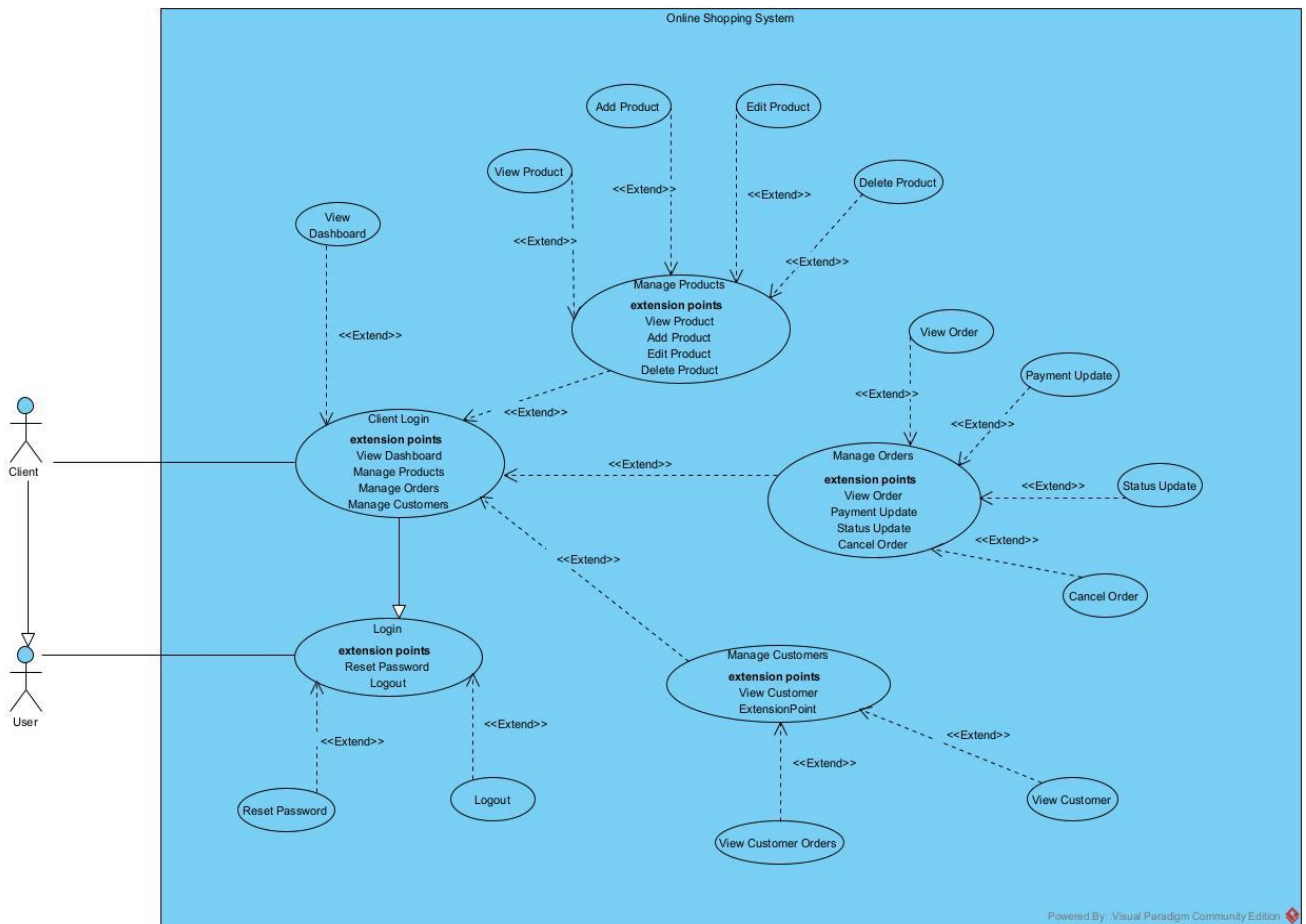 Online Shopping System
Add Product
Edit Product
View Product
<<Extend>>
<<Extend>>
Delete Product
View
Dashboard
<<Extend>>
<<Extend>>
Manage Products
extension points
View Product
Add Product
Edit Product
Delete Product
<<Extend>>
View Order
<<Extend>>
Payment Update
<<Extend>>
Client Login
extension points
View Dashboard
Manage Products
Manage Orders
Manage Customers
<<Extend>>
<<Extend>>
Client
Manage Orders
extension points
View Order
Payment Update
Status Update
Cancel Order
<<Extend>>
Status Update
<<Extend>>
<<Extend>>
Cancel Order
Login
extension points
Reset Password
Logout
Manage Customers
extension points
View Customer
ExtensionPoint
User
<<Extend>>
<<Extend>>
<<Extend>>
<<Extend>>
Reset Password
Logout
View Customer
View Customer Orders
Powered By: Visual Paradigm Community Edition